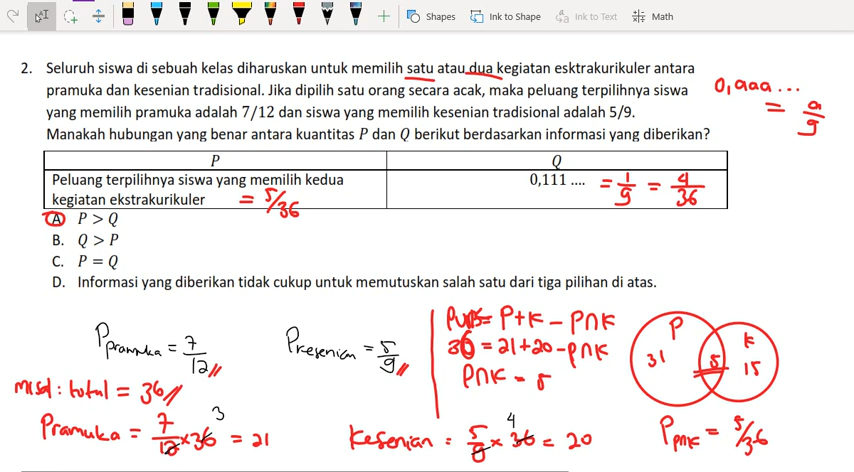 Shapes Ink to Shape Ink to Text Math
2. Seluruh siswa di sebuah kelas diharuskan untuk memilih satu atau dua kegiatan esktrakurikuler antara
pramuka dan kesenian tradisional. Jika dipilih satu orang secara acak, maka peluang terpilihnya siswa
yang memilih pramuka adalah 7/12 dan siswa yang memilih kesenian tradisional adalah 5/9.
Manakah hubungan yang benar antara kuantitas P dan Q berikut berdasarkan informasi yang diberikan?
0,aaa ...
= a/9
P Q
Peluang terpilihnya siswa yang memilih kedua
kegiatan ekstrakurikuler = 5/36
0,111 .... = 1/9 = 4/36
A P > Q
B. Q > P
C. P = Q
D. Informasi yang diberikan tidak cukup untuk memutuskan salah satu dari tiga pilihan di atas.
P pramuka = 7/12
P kesenian = 5/9
= P+K - P∩K
36 = 21+20 - P∩K
P∩K = 5
P K
31 5 15
misal : total = 36
Pramuka = 7/12 x 36 3 = 21
Kesenian = 5/9 x 36 4 = 20
P P∩K = 5/36